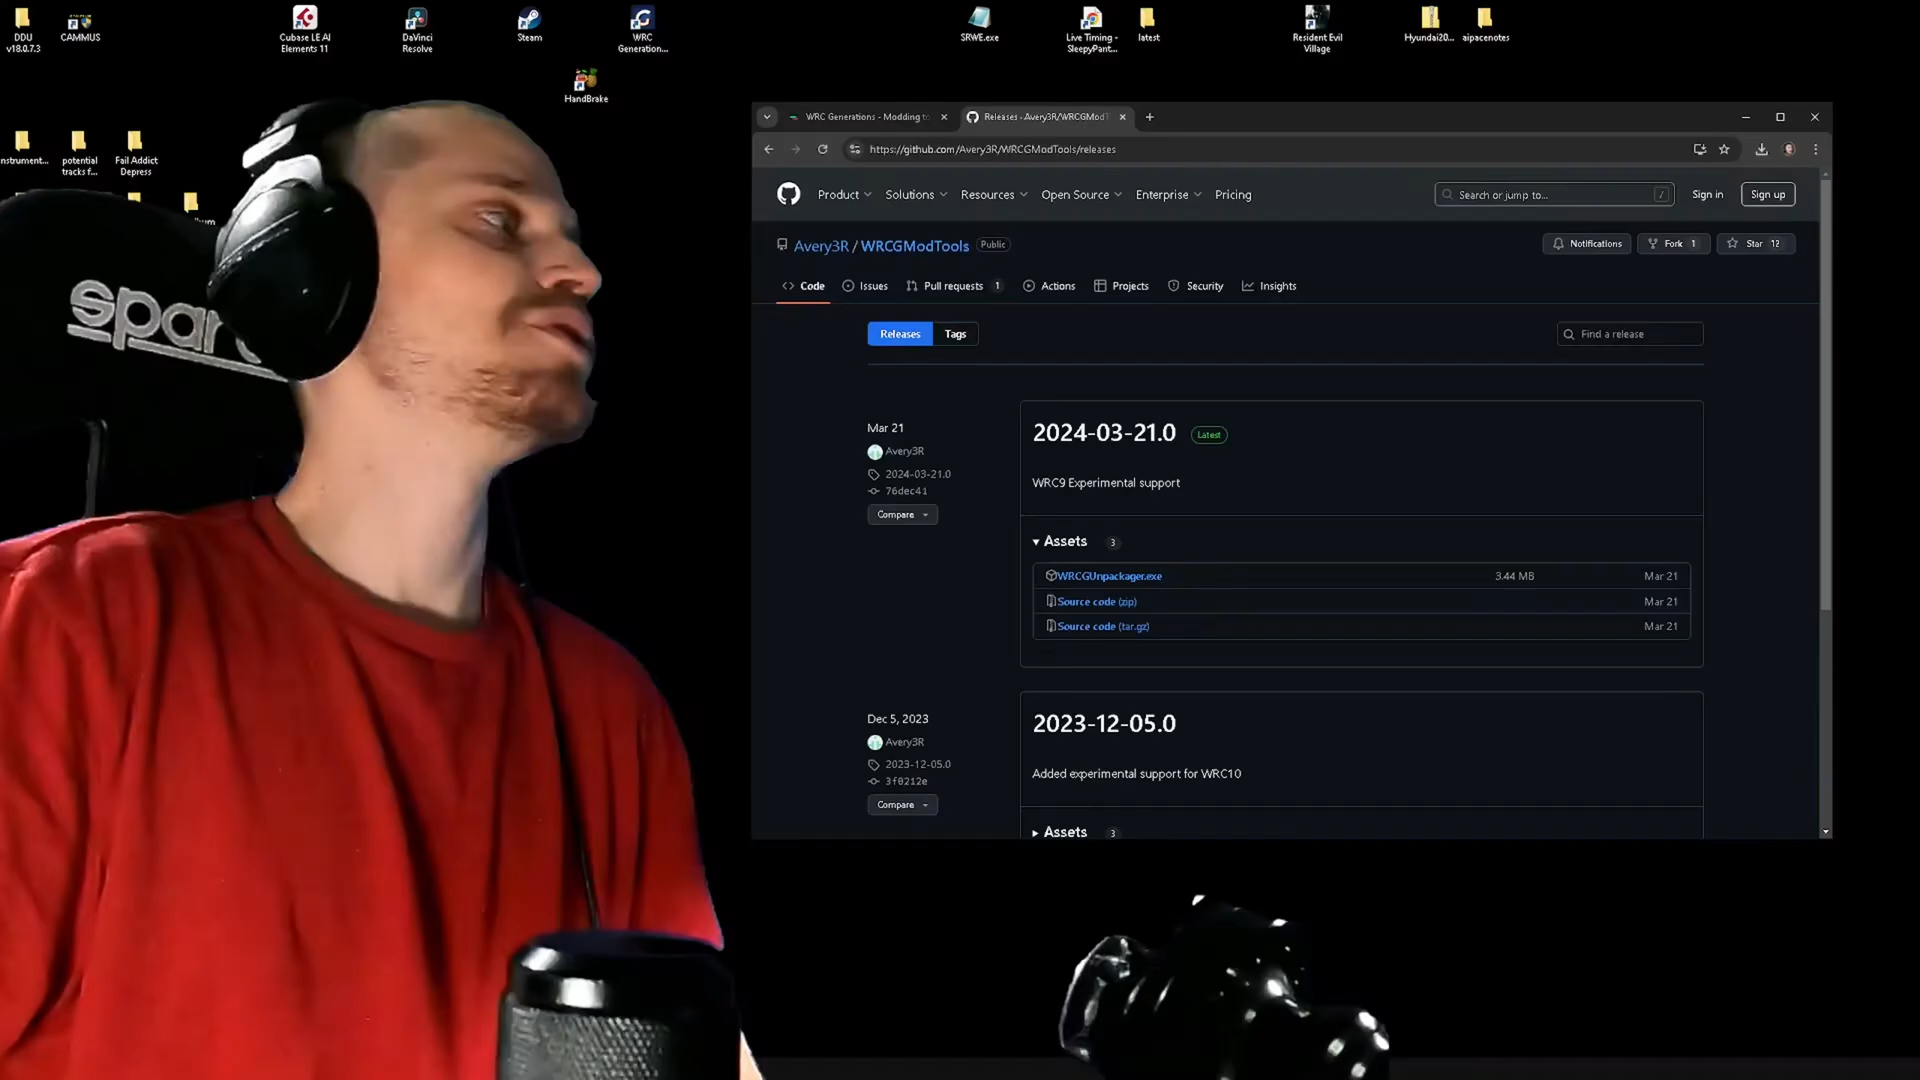 DDU
v18.0.7.3
CAMMUS
Cubase LE AI
Elements 11
DaVinci
Resolve
Steam
WRC
Generation...
HandBrake
SRWE.exe
Live Timing -
SleepyPant...
latest
Resident Evil
Village
Hyundai20...
aipacenotes
nstrument...
potential
tracks f...
Fail Addict
Depress
WRC Generations - Modding to
Releases - Avery3R/WRCGModT
https://github.com/Avery3R/WRCGModTools/releases
Product
Solutions
Resources
Open Source
Enterprise
Pricing
Search or jump to...
/
Sign in
Sign up
Avery3R / WRCGModTools
Public
Notifications
Fork 1
Star 12
Code
Issues
Pull requests 1
Actions
Projects
Security
Insights
Releases
Tags
Find a release
Mar 21
Avery3R
2024-03-21.0
76dec41
Compare
2024-03-21.0
Latest
WRC9 Experimental support
Assets 3
WRCGUnpackager.exe 3.44 MB Mar 21
Source code (zip) Mar 21
Source code (tar.gz) Mar 21
Dec 5, 2023
Avery3R
2023-12-05.0
3f0212e
Compare
2023-12-05.0
Added experimental support for WRC10
Assets 3